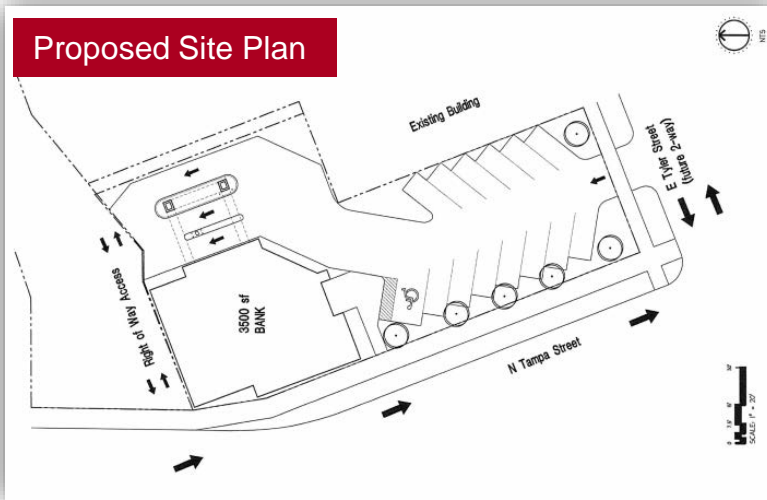 Proposed Site Plan
NTS
Existing Building
E Tyler Street
(future 2-way)
Right of Way Access
3500 sf
BANK
N Tampa Street
SCALE: 1" = 20'